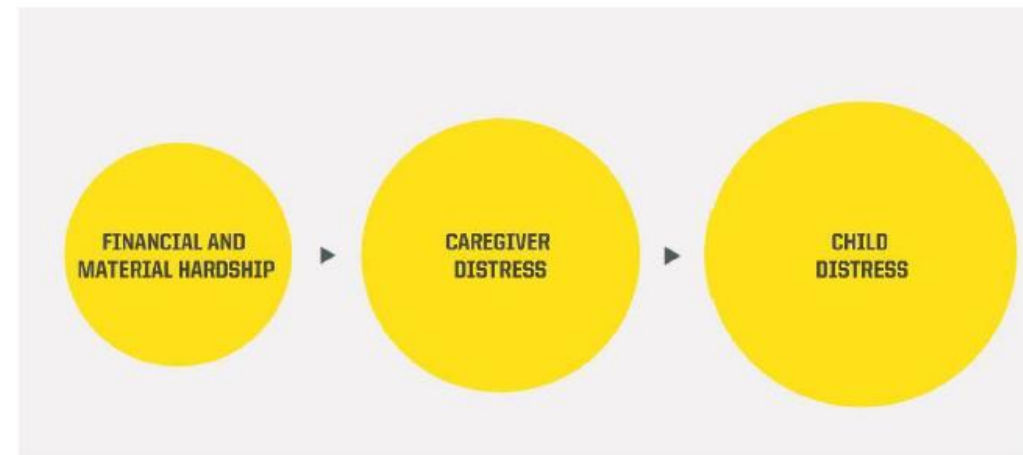 FINANCIAL AND
MATERIAL HARDSHIP
CAREGIVER
DISTRESS
CHILD
DISTRESS